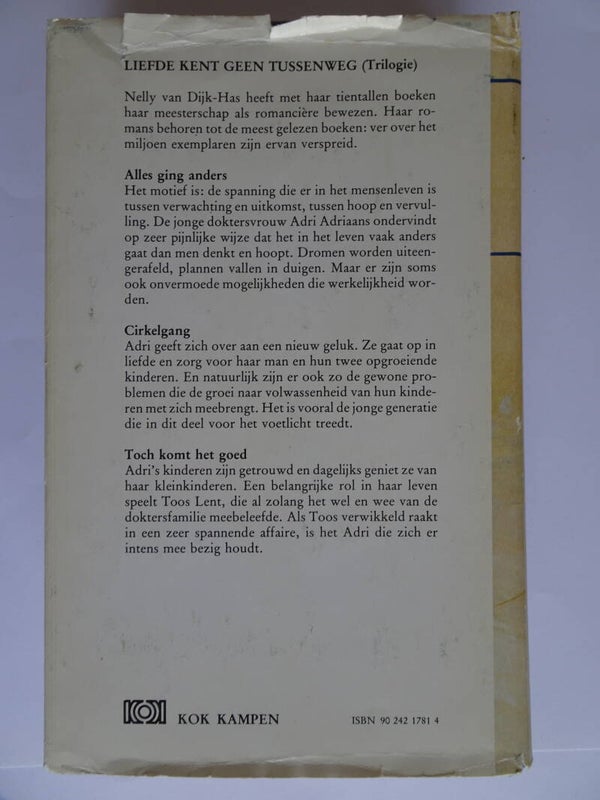 LIEFDE KENT GEEN TUSSENWEG (Trilogie)
Nelly van Dijk-Has heeft met haar tientallen boeken
haar meesterschap als romancière bewezen. Haar ro-
mans behoren tot de meest gelezen boeken: ver over het
miljoen exemplaren zijn ervan verspreid.
Alles ging anders
Het motief is: de spanning die er in het mensenleven is
tussen verwachting en uitkomst, tussen hoop en vervul-
ling. De jonge doktersvrouw Adri Adriaans ondervindt
op zeer pijnlijke wijze dat het in het leven vaak anders
gaat dan men denkt en hoopt. Dromen worden uiteen-
gerafeld, plannen vallen in duigen. Maar er zijn soms
ook onvermoede mogelijkheden die werkelijkheid wor-
den.
Cirkelgang
Adri geeft zich over aan een nieuw geluk. Ze gaat op in
liefde en zorg voor haar man en hun twee opgroeiende
kinderen. En natuurlijk zijn er ook zo de gewone pro-
blemen die de groei naar volwassenheid van hun kinde-
ren met zich meebrengt. Het is vooral de jonge generatie
die in dit deel voor het voetlicht treedt.
Toch komt het goed
Adri's kinderen zijn getrouwd en dagelijks geniet ze van
haar kleinkinderen. Een belangrijke rol in haar leven
speelt Toos Lent, die al zolang het wel en wee van de
doktersfamilie meebeleefde. Als Toos verwikkeld raakt
in een zeer spannende affaire, is het Adri die zich er
intens mee bezig houdt.
KOK KOK KAMPEN
ISBN 90 242 1781 4